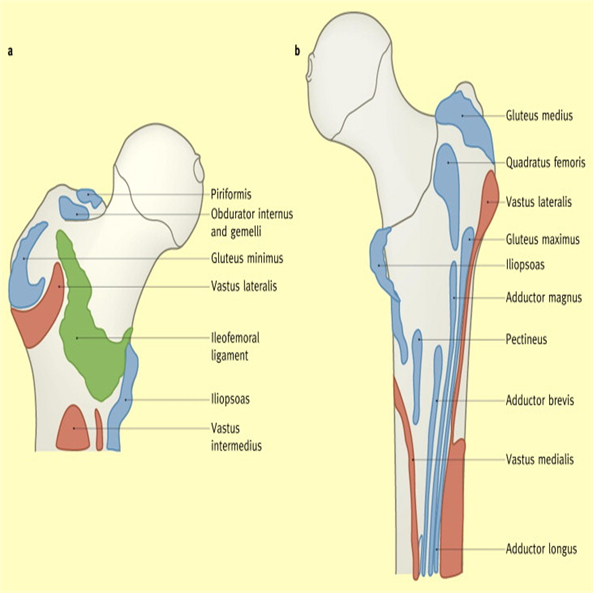 a
Piriformis
Obdurator internus
and gemelli
Gluteus minimus
Vastus lateralis
Ileofemoral
ligament
Iliopsoas
Vastus
intermedius
b
Gluteus medius
Quadratus femoris
Vastus lateralis
Gluteus maximus
Iliopsoas
Adductor magnus
Pectineus
Adductor brevis
Vastus medialis
Adductor longus